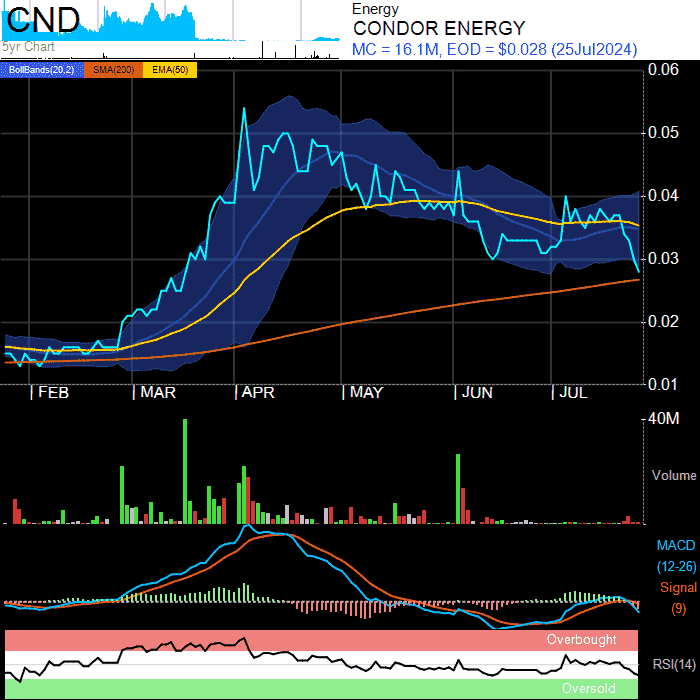 CND
5yr Chart
Energy
CONDOR ENERGY
MC = 16.1M, EOD = $0.028 (25Jul2024)
BollBands(20,2) SMA(200) EMA(50)
0.06
0.05
0.04
0.03
0.02
0.01
| FEB | MAR | APR | MAY | JUN | JUL
40M
Volume
MACD
(12-26)
Signal
(9)
Overbought
RSI(14)
Oversold